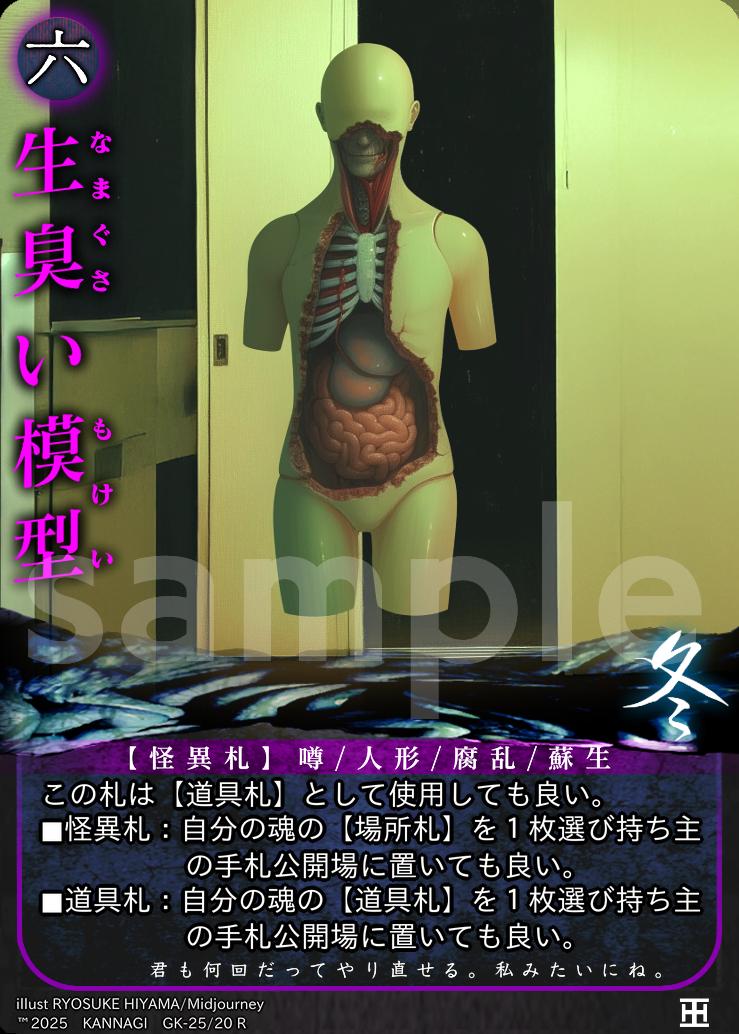 六
生臭い模型
なまぐさ
もけい
sample
冬
【怪異札】噂/人形/腐乱/蘇生
この札は【道具札】として使用しても良い。
■怪異札：自分の魂の【場所札】を１枚選び持ち主
の手札公開場に置いても良い。
■道具札：自分の魂の【道具札】を１枚選び持ち主
の手札公開場に置いても良い。
君も何回だってやり直せる。私みたいにね。
illust RYOSUKE HIYAMA/Midjourney
™2025 KANNAGI GK-25/20 R